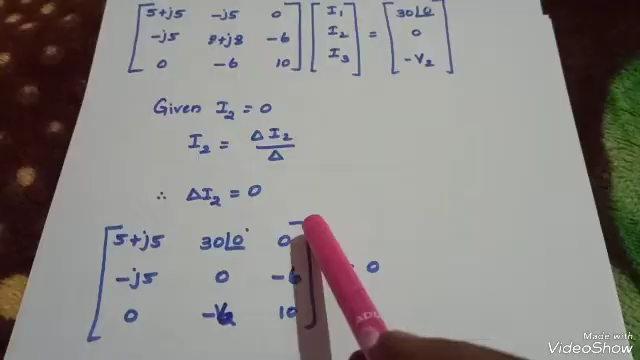 5+j5 -j5 0 I1 30∠0
-j5 8+j8 -6 I2 = 0
0 -6 10 I3 -V2
Given I2 = 0
I2 = ΔI2 / Δ
∴ ΔI2 = 0
5+j5 30∠0° 0
-j5 0 -6 0
0 -V2 10
Made with
VideoShow